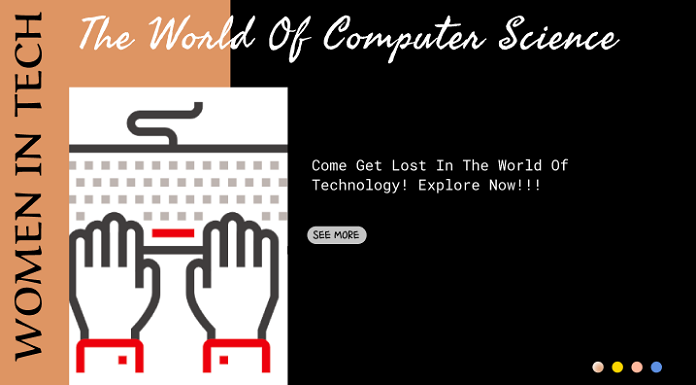 The World Of Computer Science
WOMEN IN TECH
Come Get Lost In The World Of
Technology! Explore Now!!!
SEE MORE